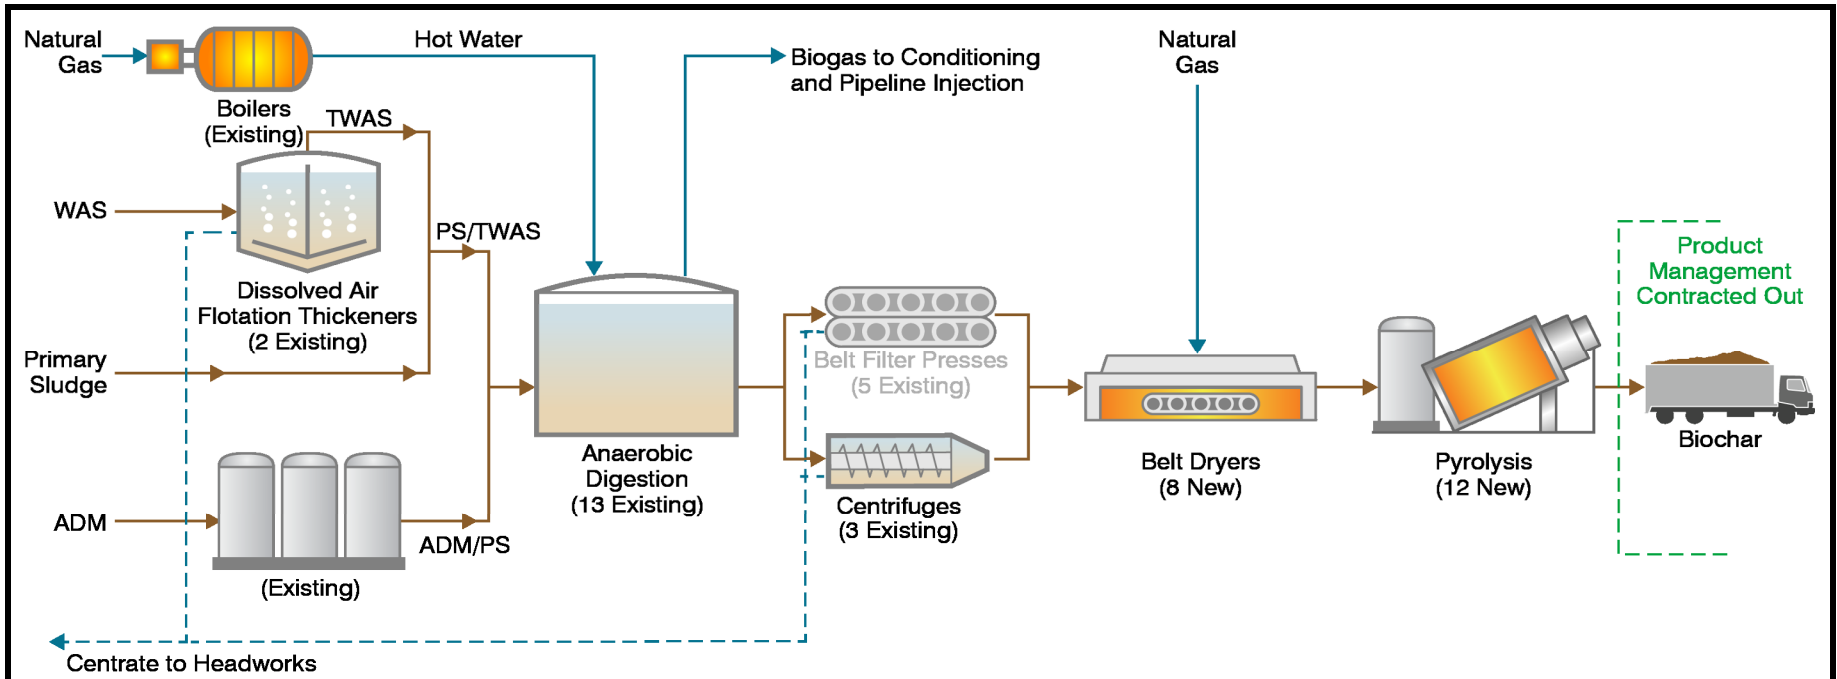 Natural
Gas
Hot Water
Boilers
(Existing)
Biogas to Conditioning
and Pipeline Injection
Natural
Gas
TWAS
WAS
PS/TWAS
Dissolved Air
Flotation Thickeners
(2 Existing)
Primary
Sludge
ADM
ADM/PS
(Existing)
Anaerobic
Digestion
(13 Existing)
Belt Filter Presses
(5 Existing)
Centrifuges
(3 Existing)
Belt Dryers
(8 New)
Pyrolysis
(12 New)
Product
Management
Contracted Out
Biochar
Centrate to Headworks